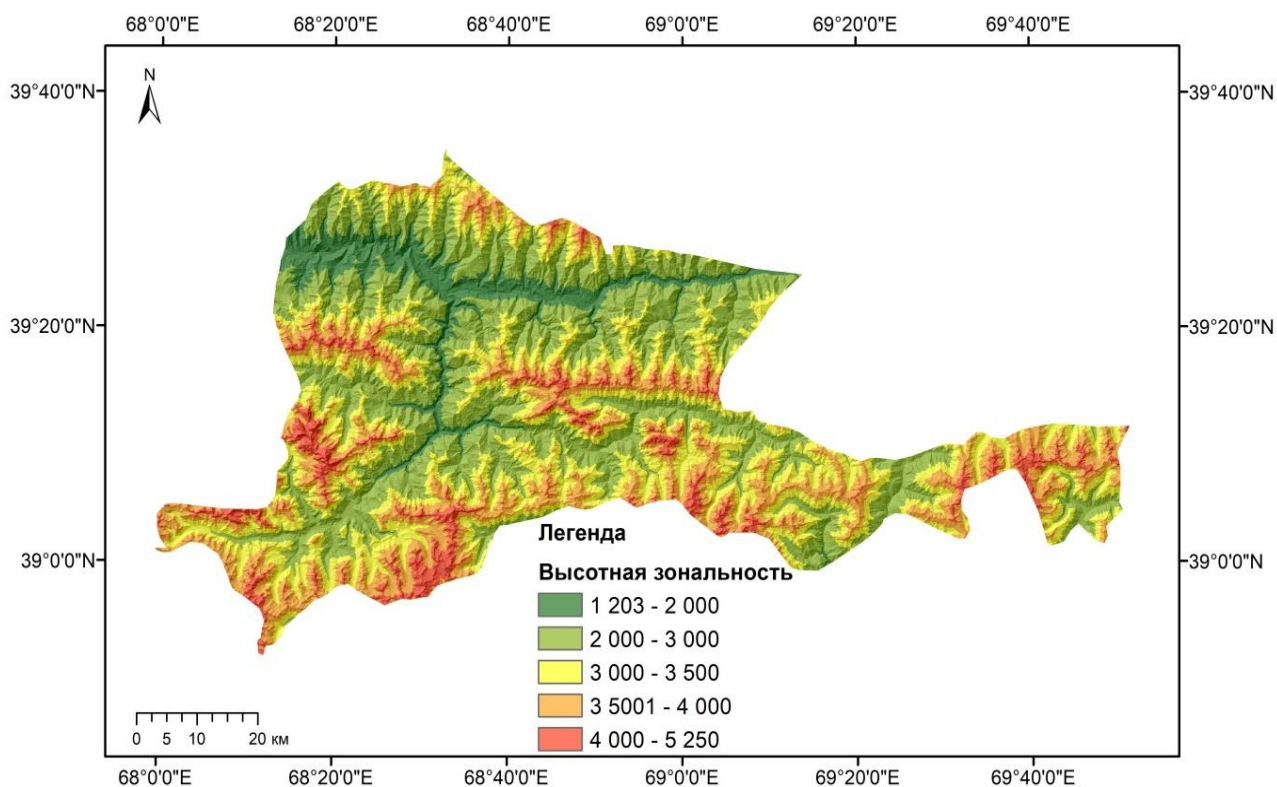 68°0'0"E 68°20'0"E 68°40'0"E 69°0'0"E 69°20'0"E 69°40'0"E
N
39°40'0"N 39°40'0"N
39°20'0"N 39°20'0"N
39°0'0"N 39°0'0"N
Легенда
Высотная зональность
1 203 - 2 000
2 000 - 3 000
3 000 - 3 500
3 5001 - 4 000
4 000 - 5 250
0 5 10 20 км
68°0'0"E 68°20'0"E 68°40'0"E 69°0'0"E 69°20'0"E 69°40'0"E